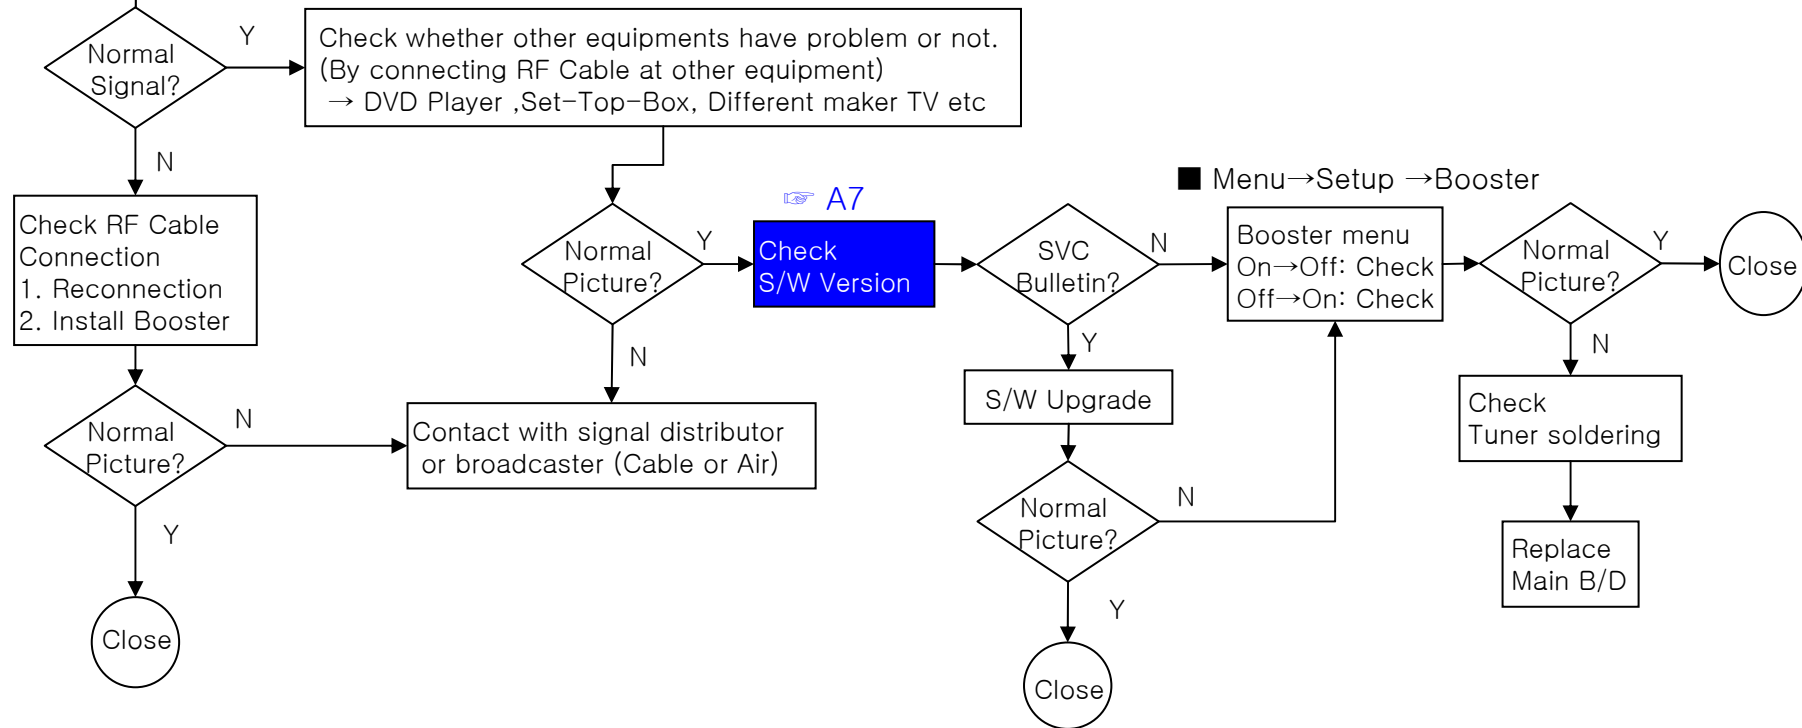 Normal
Signal?
Y
Check whether other equipments have problem or not.
(By connecting RF Cable at other equipment)
→ DVD Player ,Set-Top-Box, Different maker TV etc
N
Check RF Cable
Connection
1. Reconnection
2. Install Booster
Normal
Picture?
N
Y
Close
Contact with signal distributor
or broadcaster (Cable or Air)
Normal
Picture?
Y
N
☞ A7
Check
S/W Version
SVC
Bulletin?
N
Y
S/W Upgrade
Normal
Picture?
N
Y
Close
■ Menu→Setup →Booster
Booster menu
On→Off: Check
Off→On: Check
Normal
Picture?
Y
Close
N
Check
Tuner soldering
Replace
Main B/D